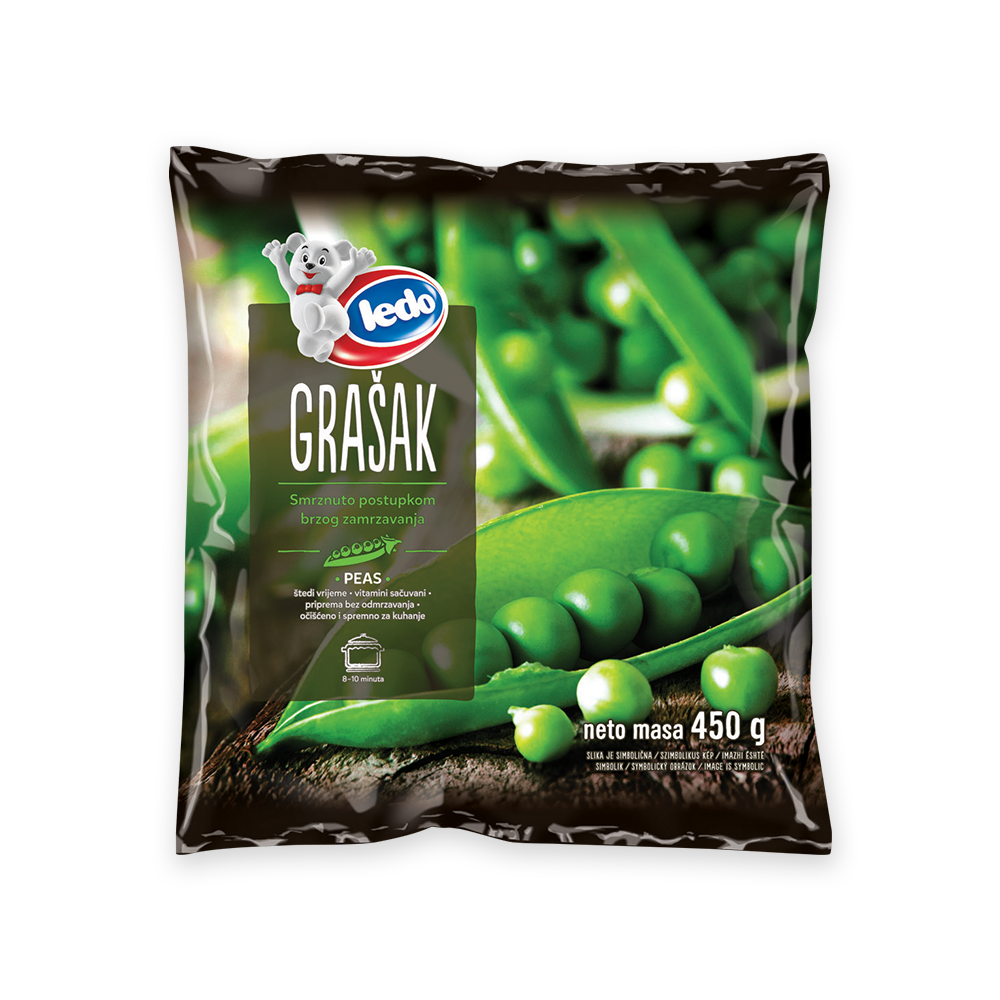 ledo
GRAŠAK
Smrznuto postupkom
brzog zamrzavanja
• PEAS •
štedi vrijeme • vitamini sačuvani •
priprema bez odmrzavanja •
očišćeno i spremno za kuhanje
8-10 minuta
neto masa 450 g
SLIKA JE SIMBOLIČNA / SZIMBOLIKUS KÉP / IMAZHI ËSHTË
SIMBOLIK / SYMBOLICKÝ OBRÁZOK / IMAGE IS SYMBOLIC